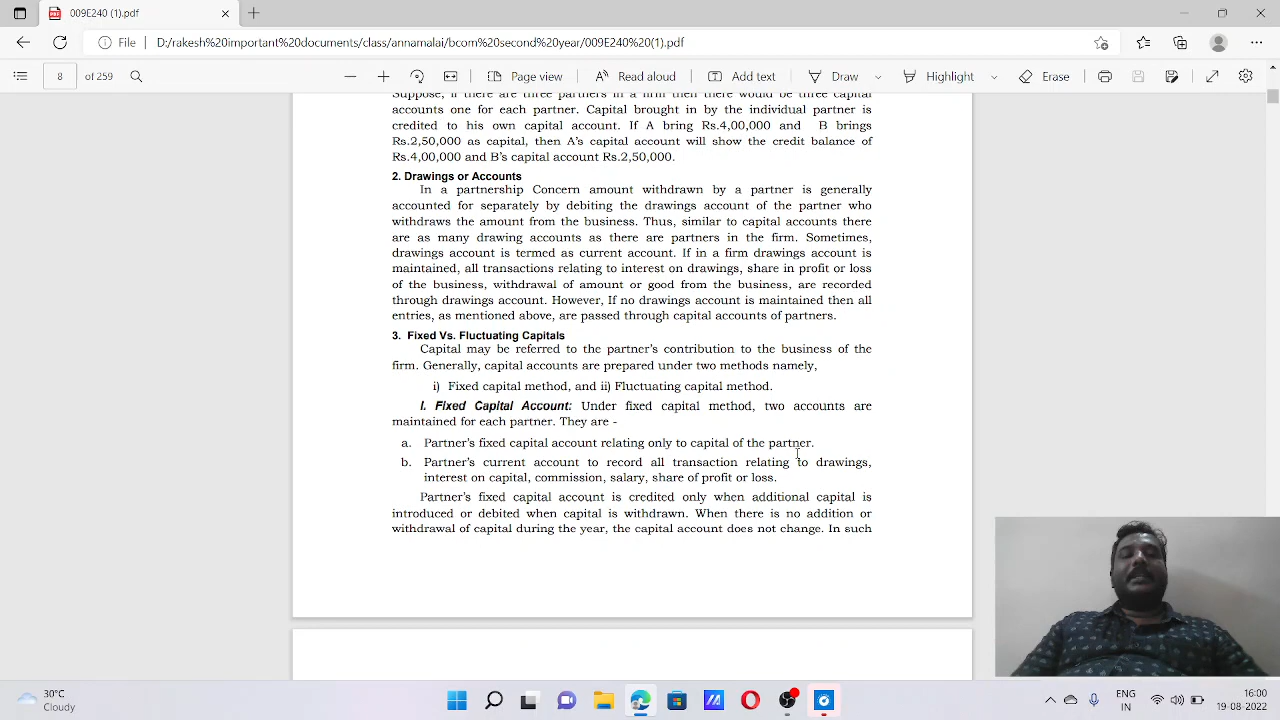 009E240 (1).pdf
File
D:/rakesh%20important%20documents/class/annamalai/bcom%20second%20year/009E240%20(1).pdf
8 of 259
Page view
Read aloud
Add text
Draw
Highlight
Erase
Suppose, if there are three partners in a firm then there would be three capital
accounts one for each partner. Capital brought in by the individual partner is
credited to his own capital account. If A bring Rs.4,00,000 and B brings
Rs.2,50,000 as capital, then A's capital account will show the credit balance of
Rs.4,00,000 and B's capital account Rs.2,50,000.
2. Drawings or Accounts
In a partnership Concern amount withdrawn by a partner is generally
accounted for separately by debiting the drawings account of the partner who
withdraws the amount from the business. Thus, similar to capital accounts there
are as many drawing accounts as there are partners in the firm. Sometimes,
drawings account is termed as current account. If in a firm drawings account is
maintained, all transactions relating to interest on drawings, share in profit or loss
of the business, withdrawal of amount or good from the business, are recorded
through drawings account. However, If no drawings account is maintained then all
entries, as mentioned above, are passed through capital accounts of partners.
3. Fixed Vs. Fluctuating Capitals
Capital may be referred to the partner's contribution to the business of the
firm. Generally, capital accounts are prepared under two methods namely,
i) Fixed capital method, and ii) Fluctuating capital method.
I. Fixed Capital Account: Under fixed capital method, two accounts are
maintained for each partner. They are -
a. Partner's fixed capital account relating only to capital of the partner.
b. Partner's current account to record all transaction relating to drawings,
interest on capital, commission, salary, share of profit or loss.
Partner's fixed capital account is credited only when additional capital is
introduced or debited when capital is withdrawn. When there is no addition or
withdrawal of capital during the year, the capital account does not change. In such
30°C
Cloudy
ENG
IN
16:00
19-08-2022